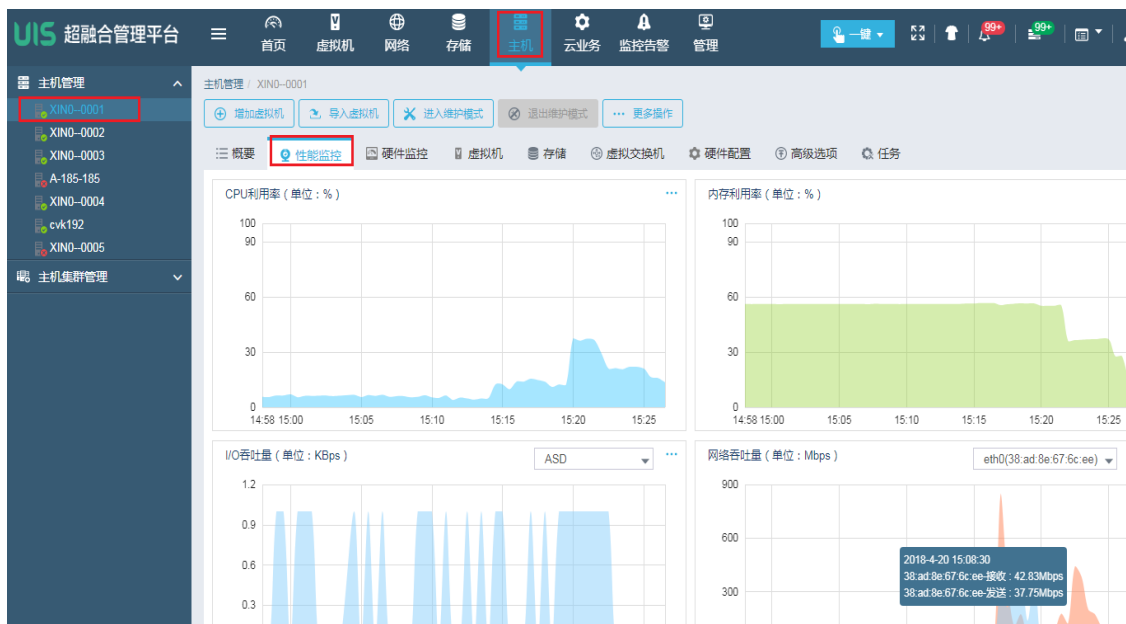 UIS 超融合管理平台
首页 虚拟机 网络 存储 主机 云业务 监控告警 管理
一键 99+ 99+
主机管理
XIN0--0001
XIN0--0002
XIN0--0003
A-185-185
XIN0--0004
cvk192
XIN0--0005
主机集群管理
主机管理 / XIN0--0001
增加虚拟机 导入虚拟机 进入维护模式 退出维护模式 ··· 更多操作
概要 性能监控 硬件监控 虚拟机 存储 虚拟交换机 硬件配置 高级选项 任务
CPU利用率 ( 单位 : % ) ···
100
90
60
30
0
14:58 15:00 15:05 15:10 15:15 15:20 15:25
内存利用率 ( 单位 : % )
100
90
60
30
0
14:58 15:00 15:05 15:10 15:15 15:20 15:25
I/O吞吐量 ( 单位 : KBps ) ASD ···
1.2
0.9
0.6
0.3
网络吞吐量 ( 单位 : Mbps ) eth0(38:ad:8e:67:6c:ee)
900
600
300
2018-4-20 15:08:30
38:ad:8e:67:6c:ee-接收 : 42.83Mbps
38:ad:8e:67:6c:ee-发送 : 37.75Mbps